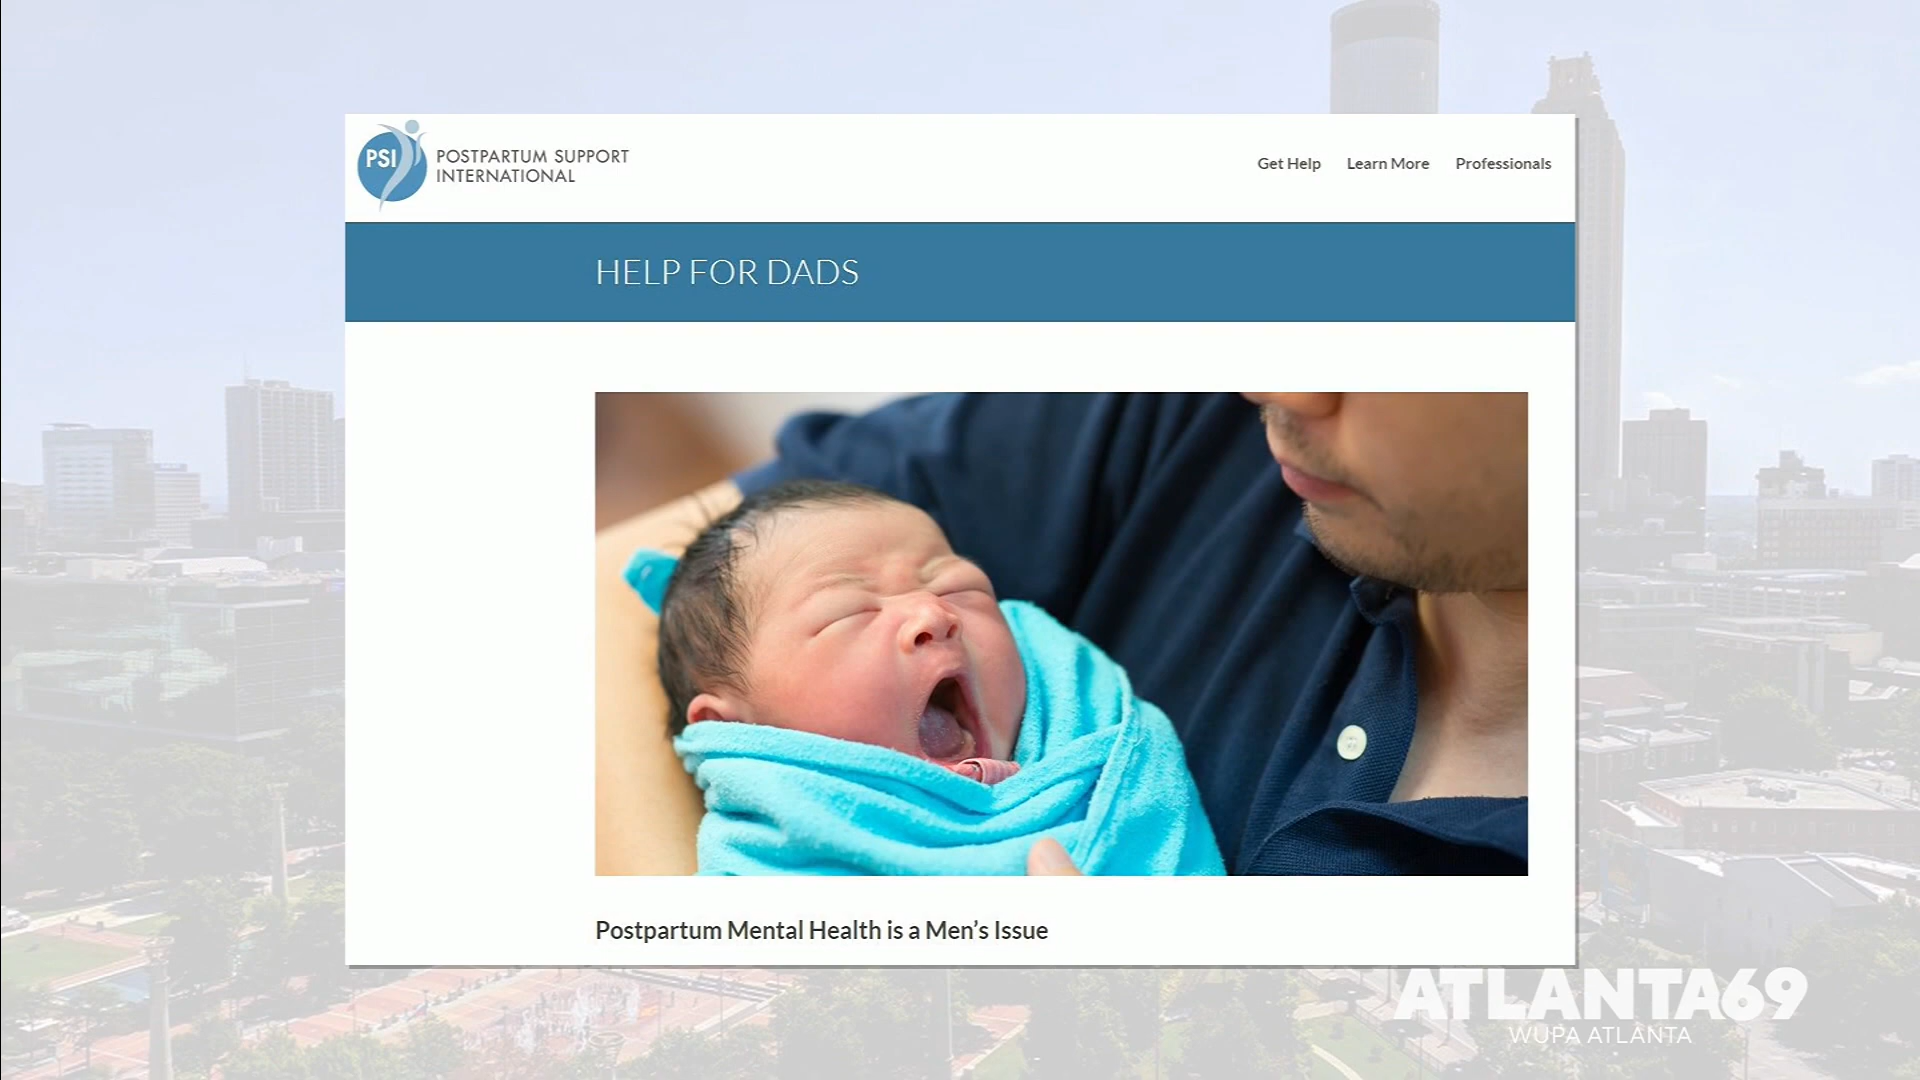 PSI
POSTPARTUM SUPPORT
INTERNATIONAL
Get Help Learn More Professionals
HELP FOR DADS
Postpartum Mental Health is a Men’s Issue
ATLANTA69
WUPA ATLANTA